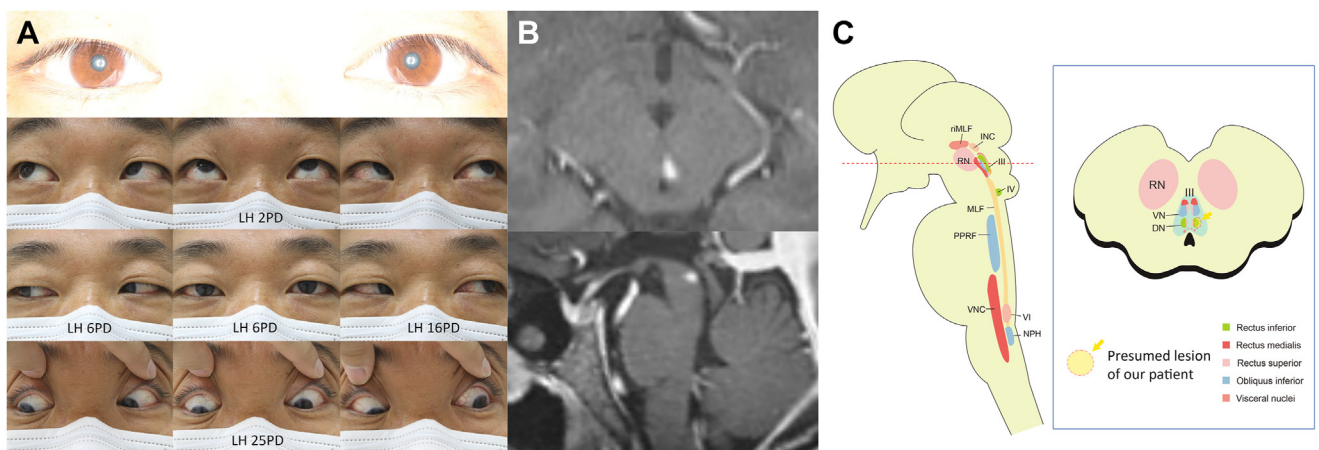 A
B
C
LH 2PD
LH 6PD
LH 6PD
LH 16PD
LH 25PD
nMLF
INC
RN
III
IV
MLF
PPRF
VNC
VI
NPH
RN
III
VN
DN
Presumed lesion
of our patient
Rectus inferior
Rectus medialis
Rectus superior
Obliquus inferior
Visceral nuclei